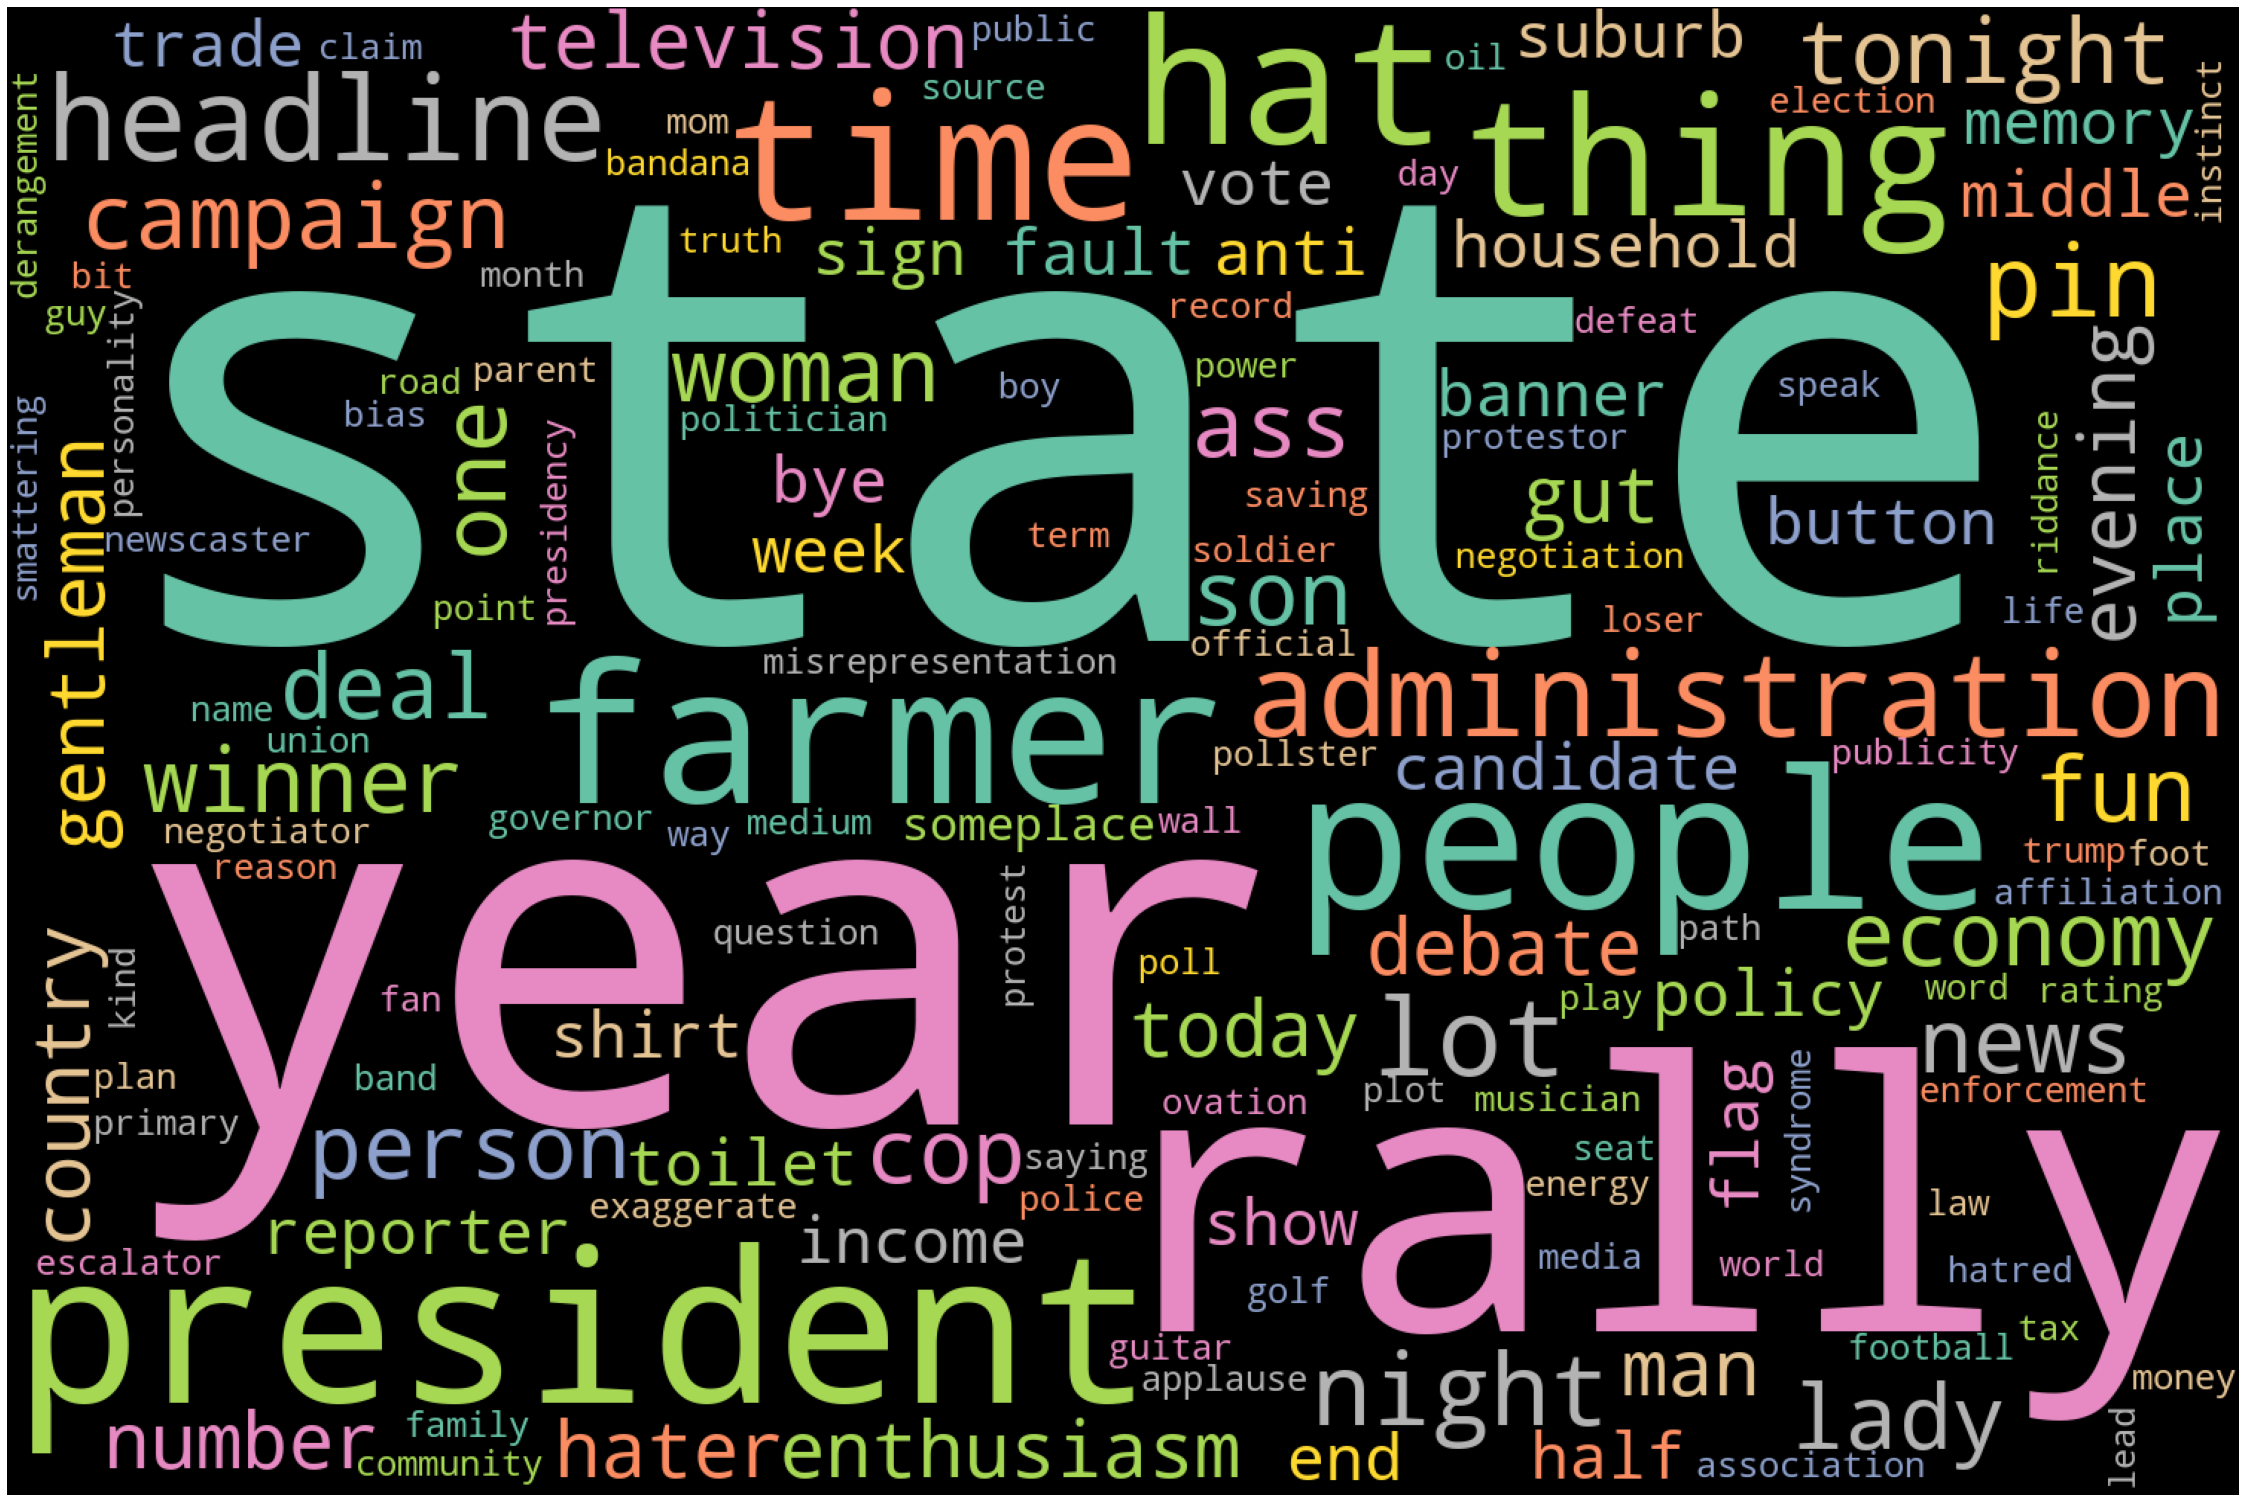 trade
claim
television
public
hat
oil
suburb
tonight
headline
source
time
thing
election
memory
instinct
derangement
mom
bandana
vote
day
middle
campaign
truth
sign
fault
anti
household
pin
bit
month
guy
personality
record
defeat
state
road
parent
woman
boy
power
banner
speak
evening
bias
one
politician
ass
protestor
riddance
place
smattering
gentleman
newscaster
presidency
bye
week
term
saving
soldier
gut
negotiation
button
point
son
official
loser
life
misrepresentation
name
deal
union
farmer
administration
winner
pollster
candidate
publicity
fun
negotiator
reason
governor
way
medium
someplace
wall
people
trump
foot
affiliation
year
question
protest
poll
debate
path
economy
country
kind
fan
shirt
today
lot
play
policy
word
rating
news
plan
primary
band
ovation
plot
musician
flag
syndrome
enforcement
person
toilet
cop
saying
police
rally
seat
energy
law
reporter
exaggerate
income
show
media
world
hatred
escalator
president
golf
guitar
applause
football
tax
money
night
man
lady
lead
number
family
community
hater
enthusiasm
end
half
association